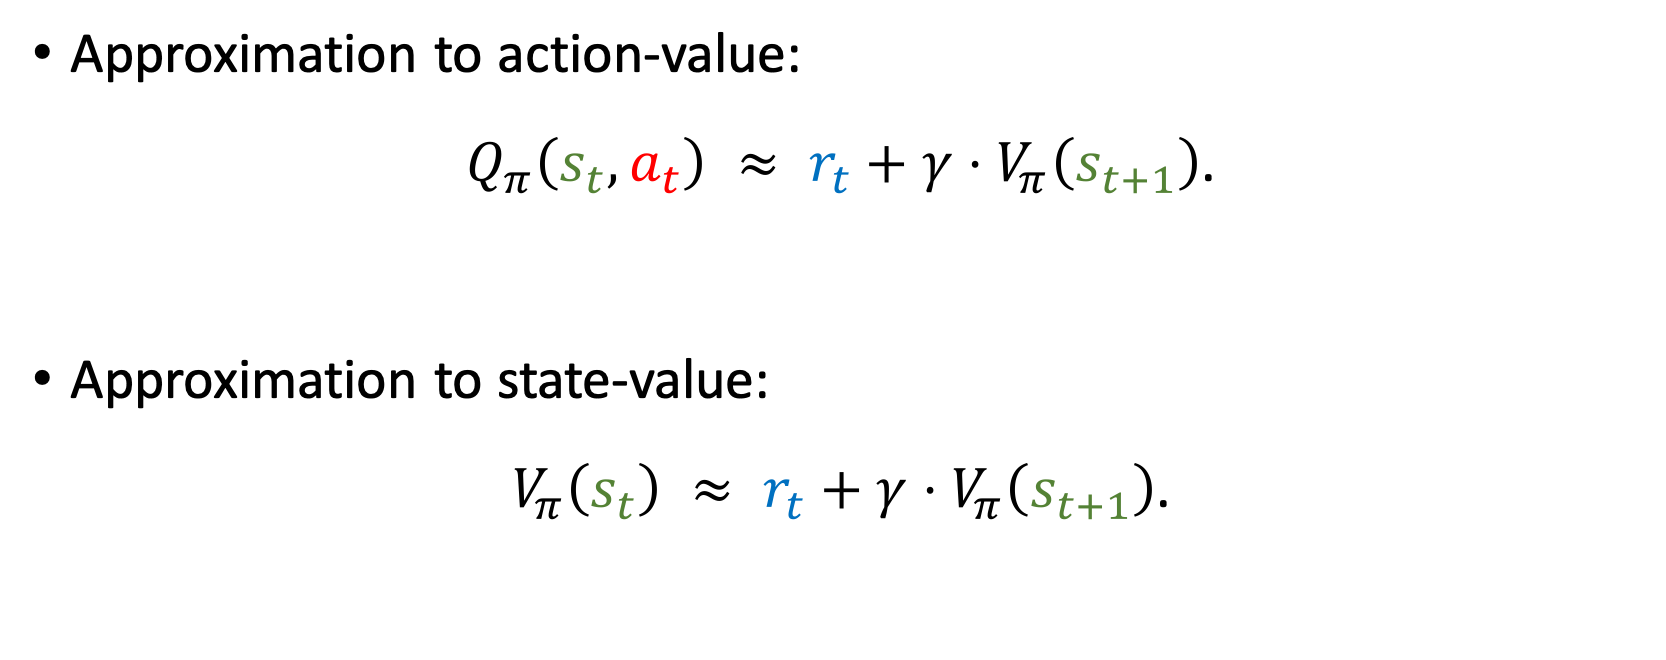 • Approximation to action-value:
Qπ(st, at) ≈ rt + γ · Vπ(st+1).
• Approximation to state-value:
Vπ(st) ≈ rt + γ · Vπ(st+1).